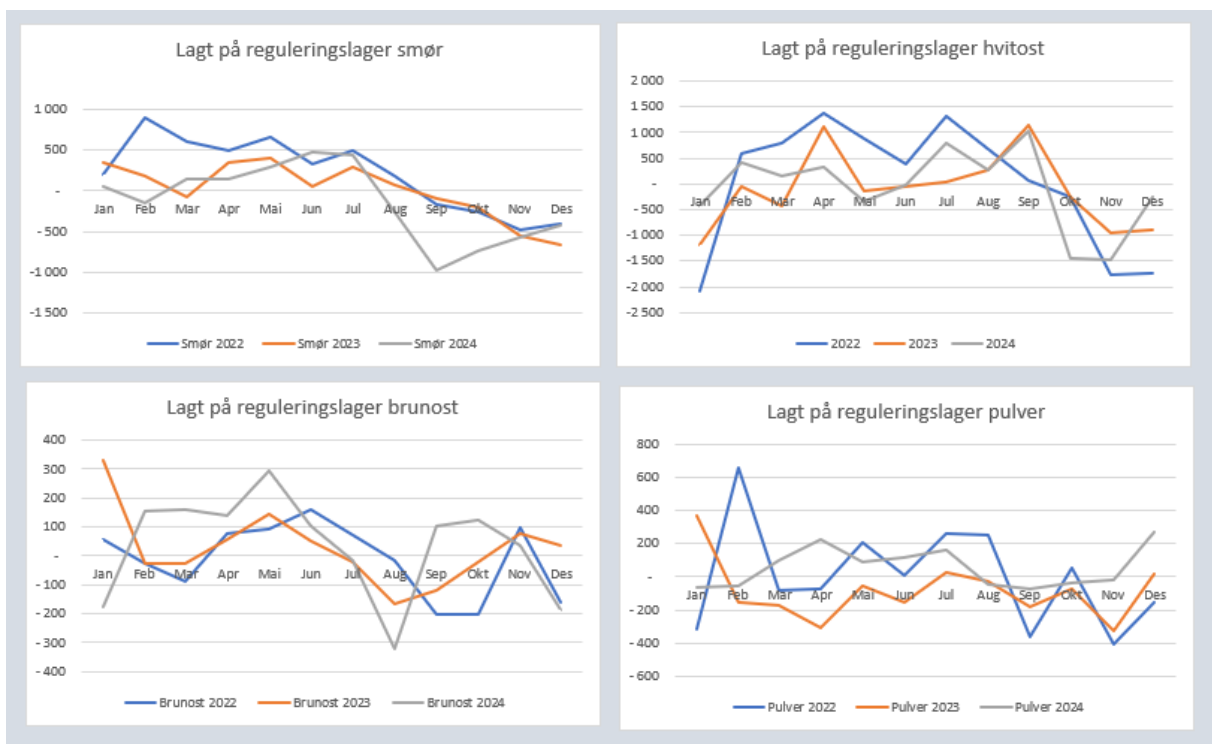 Lagt på reguleringslager smør
1 000
500
-
-500
-1 000
-1 500
Jan Feb Mar Apr Mai Jun Jul Aug Sep Okt Nov Des
Smør 2022 Smør 2023 Smør 2024
Lagt på reguleringslager hvitost
2 000
1 500
1 000
500
-
-500
-1 000
-1 500
-2 000
-2 500
Jan Feb Mar Apr Mai Jun Jul Aug Sep Okt Nov Des
2022 2023 2024
Lagt på reguleringslager brunost
400
300
200
100
-
-100
-200
-300
-400
Jan Feb Mar Apr Mai Jun Jul Aug Sep Okt Nov Des
Brunost 2022 Brunost 2023 Brunost 2024
Lagt på reguleringslager pulver
800
600
400
200
-
-200
-400
-600
Jan Feb Mar Apr Mai Jun Jul Aug Sep Okt Nov Des
Pulver 2022 Pulver 2023 Pulver 2024